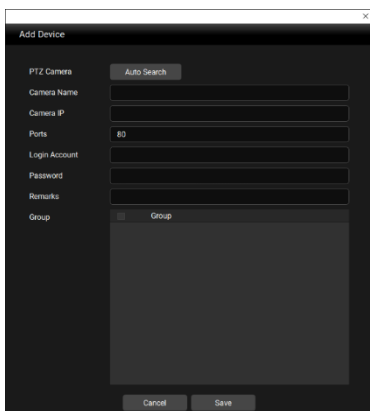 Add Device
PTZ Camera Auto Search
Camera Name
Camera IP
Ports 80
Login Account
Password
Remarks
Group Group
Cancel Save